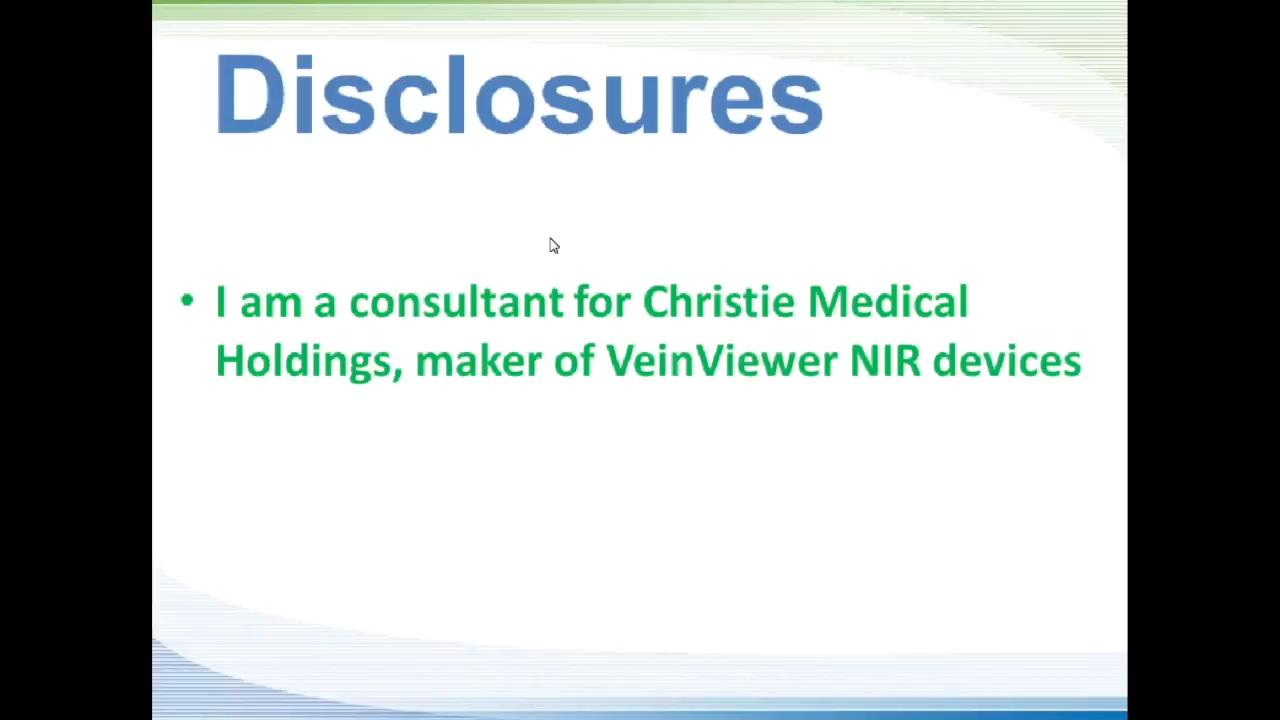 Disclosures
• I am a consultant for Christie Medical
Holdings, maker of VeinViewer NIR devices